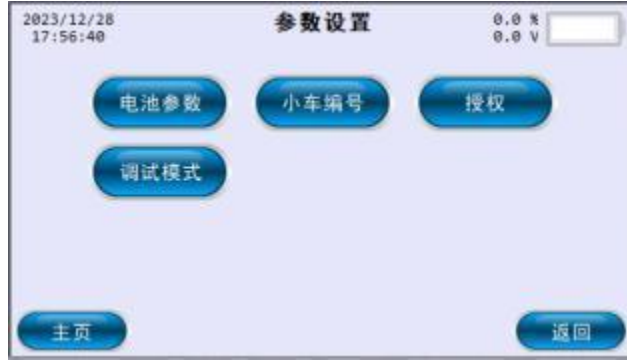 2023/12/28
17:56:40
参数设置
0.0 %
0.0 V
电池参数 小车编号 授权
调试模式
主页 返回